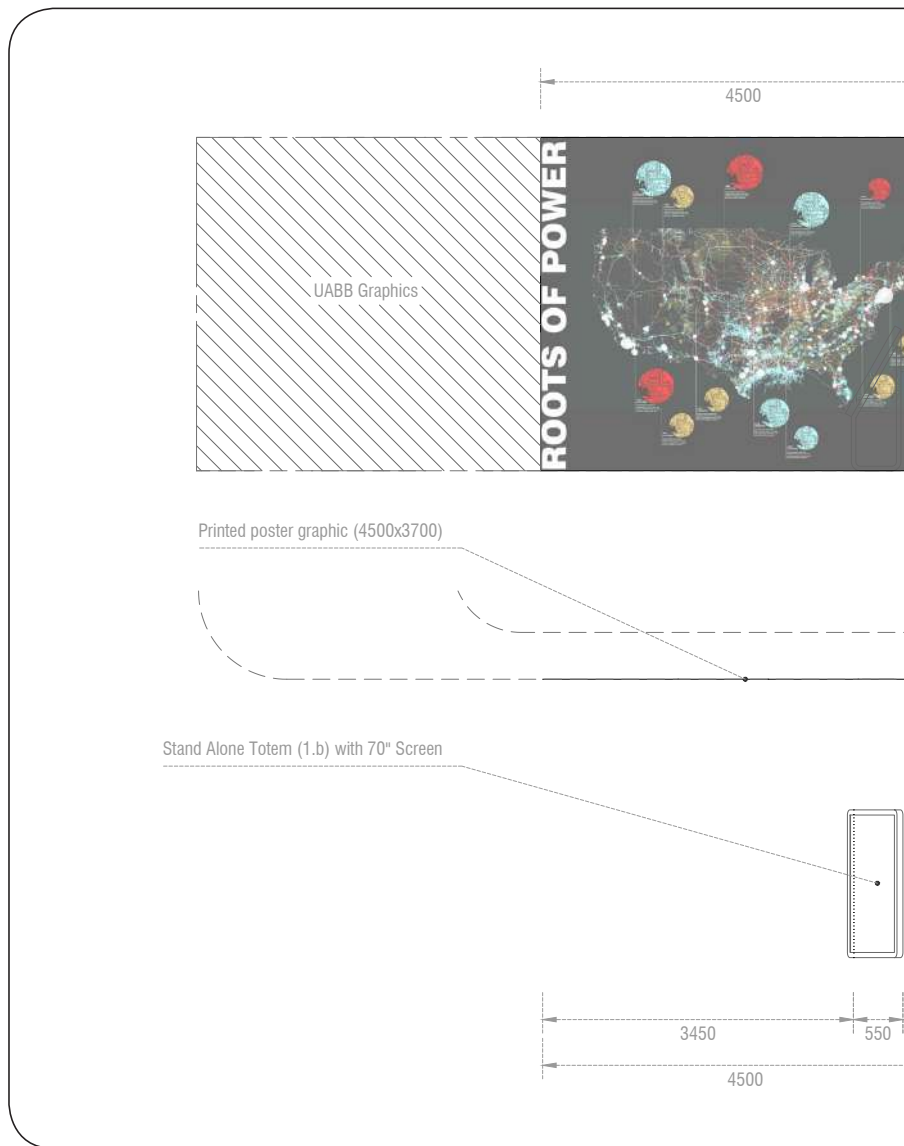 4500
ROOTS OF POWER
UABB Graphics
Printed poster graphic (4500x3700)
Stand Alone Totem (1.b) with 70" Screen
3450
550
4500